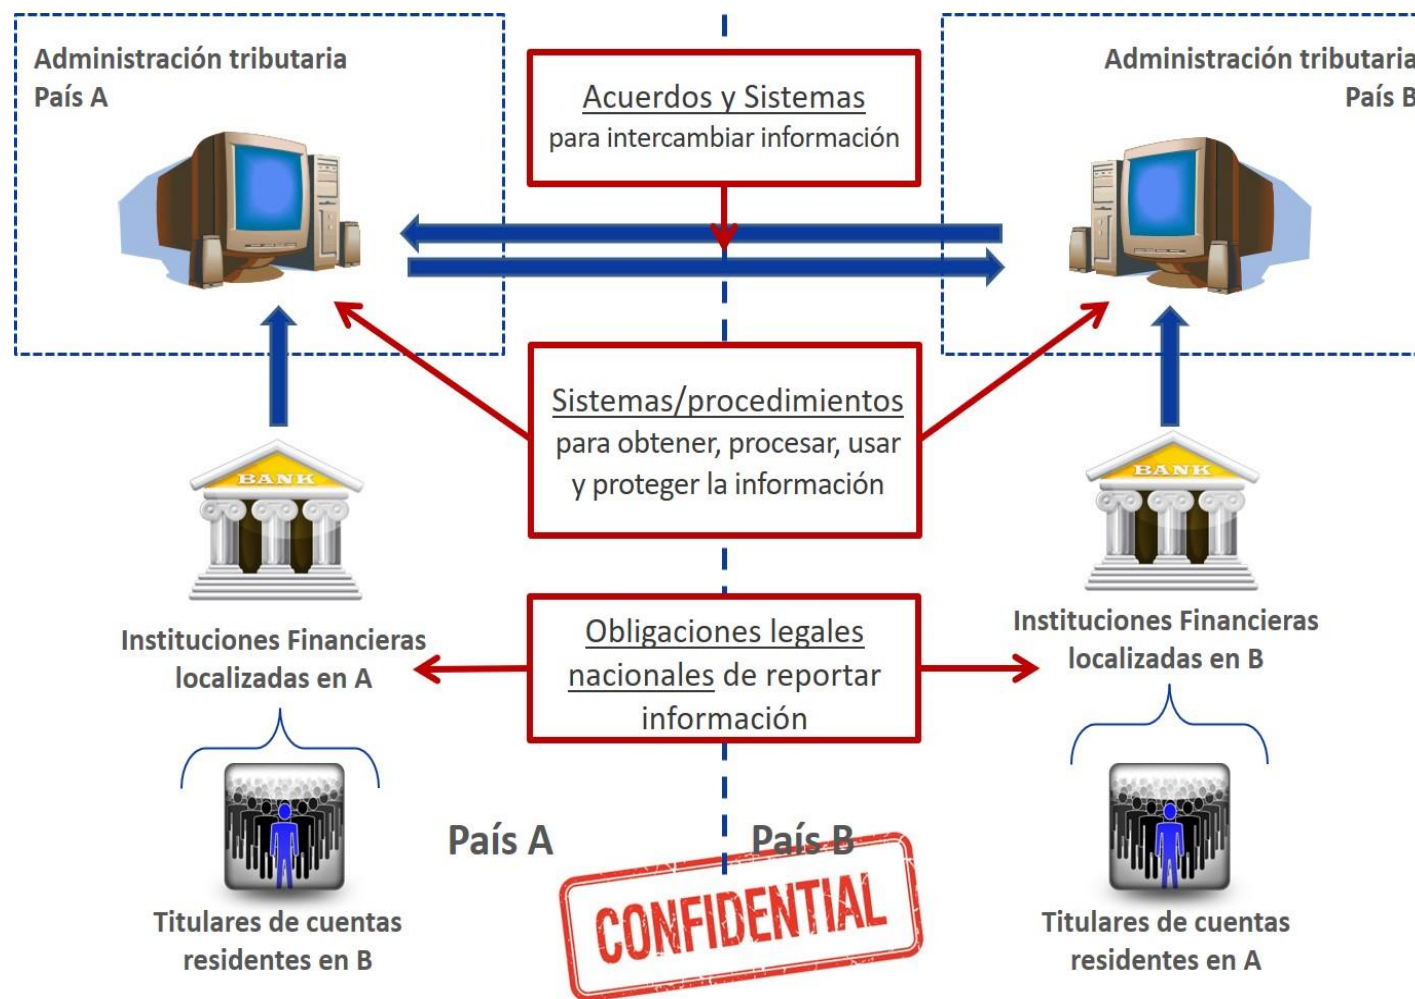 Administración tributaria
País A
Administración tributaria
País B
Acuerdos y Sistemas
para intercambiar información
Sistemas/procedimientos
para obtener, procesar, usar
y proteger la información
BANK
BANK
Instituciones Financieras
localizadas en A
Obligaciones legales
nacionales de reportar
información
Instituciones Financieras
localizadas en B
País A
País B
CONFIDENTIAL
Titulares de cuentas
residentes en B
Titulares de cuentas
residentes en A